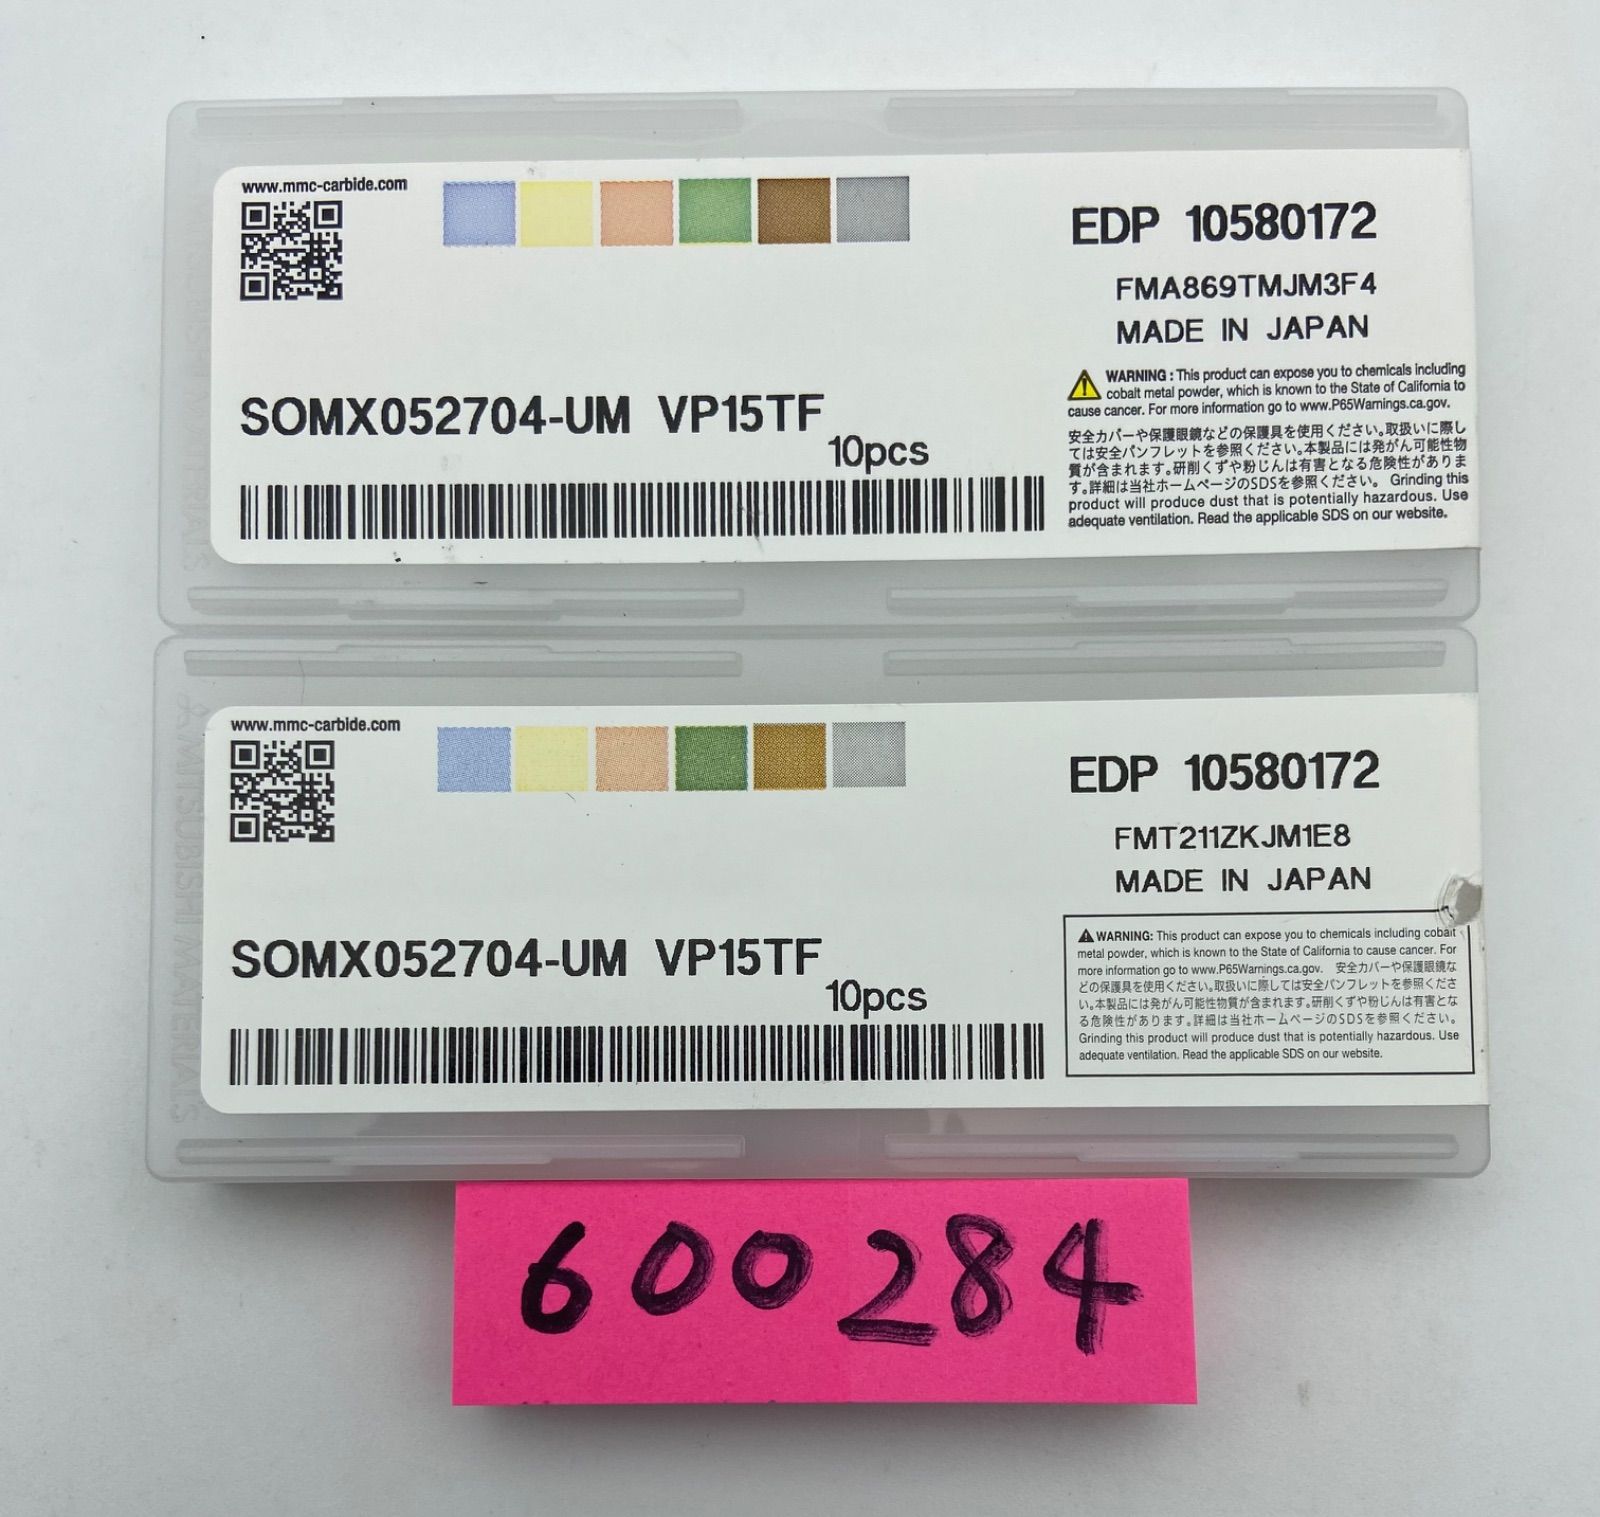 www.mmc-carbide.com
EDP 10580172
FMA869TMJM3F4
MADE IN JAPAN
SOMX052704-UM VP15TF
10pcs
WARNING : This product can expose you to chemicals including
cobalt metal powder, which is known to the State of California to
cause cancer. For more information go to www.P65Warnings.ca.gov.
安全カバーや保護眼鏡などの保護具を使用ください。取扱いに際し
ては安全パンフレットを参照ください。本製品には発がん可能性物
質が含まれます。研削くずや粉じんは有害となる危険性がありま
す。詳細は当社ホームページのSDSを参照ください。 Grinding this
product will produce dust that is potentially hazardous. Use
adequate ventilation. Read the applicable SDS on our website.
www.mmc-carbide.com
EDP 10580172
FMT211ZKJM1E8
MADE IN JAPAN
SOMX052704-UM VP15TF
10pcs
WARNING: This product can expose you to chemicals including cobalt
metal powder, which is known to the State of California to cause cancer. For
more information go to www.P65Warnings.ca.gov. 安全カバーや保護眼鏡な
どの保護具を使用ください。取扱いに際しては安全パンフレットを参照くださ
い。本製品には発がん可能性物質が含まれます。研削くずや粉じんは有害とな
る危険性があります。詳細は当社ホームページのSDSを参照ください。
Grinding this product will produce dust that is potentially hazardous. Use
adequate ventilation. Read the applicable SDS on our website.
MITSUBISHI MATERIALS
600284